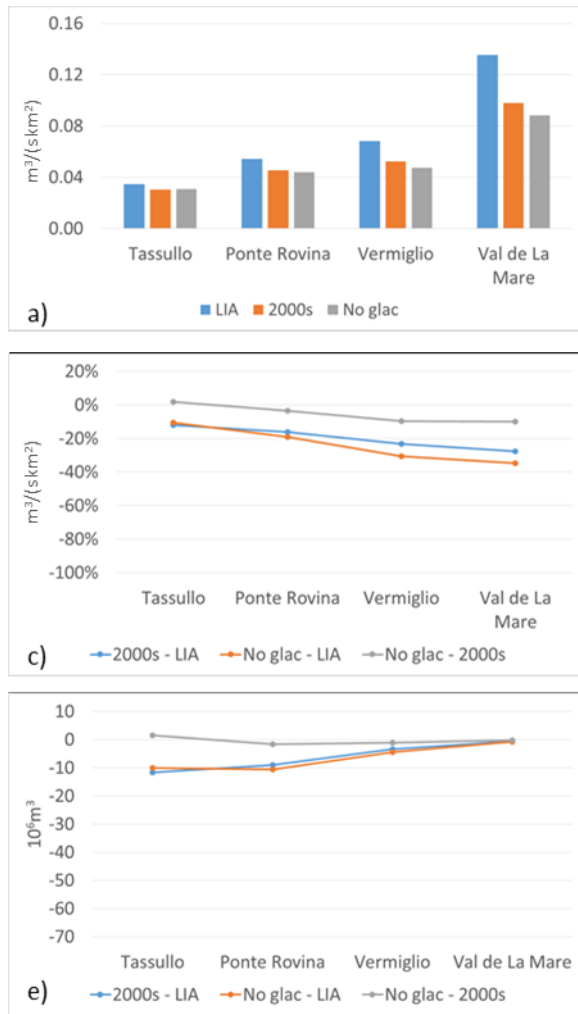 0.16
0.12
0.08
0.04
0.00
m³/(s km²)
Tassullo Ponte Rovina Vermiglio Val de La
Mare
a) LIA 2000s No glac
20%
0%
-20%
-40%
-60%
-80%
-100%
m³/(s km²)
Tassullo Ponte Rovina Vermiglio Val de La
Mare
c) 2000s - LIA No glac - LIA No glac - 2000s
10
0
-10
-20
-30
-40
-50
-60
-70
10⁶m³
Tassullo Ponte Rovina Vermiglio Val de La Mare
e) 2000s - LIA No glac - LIA No glac - 2000s